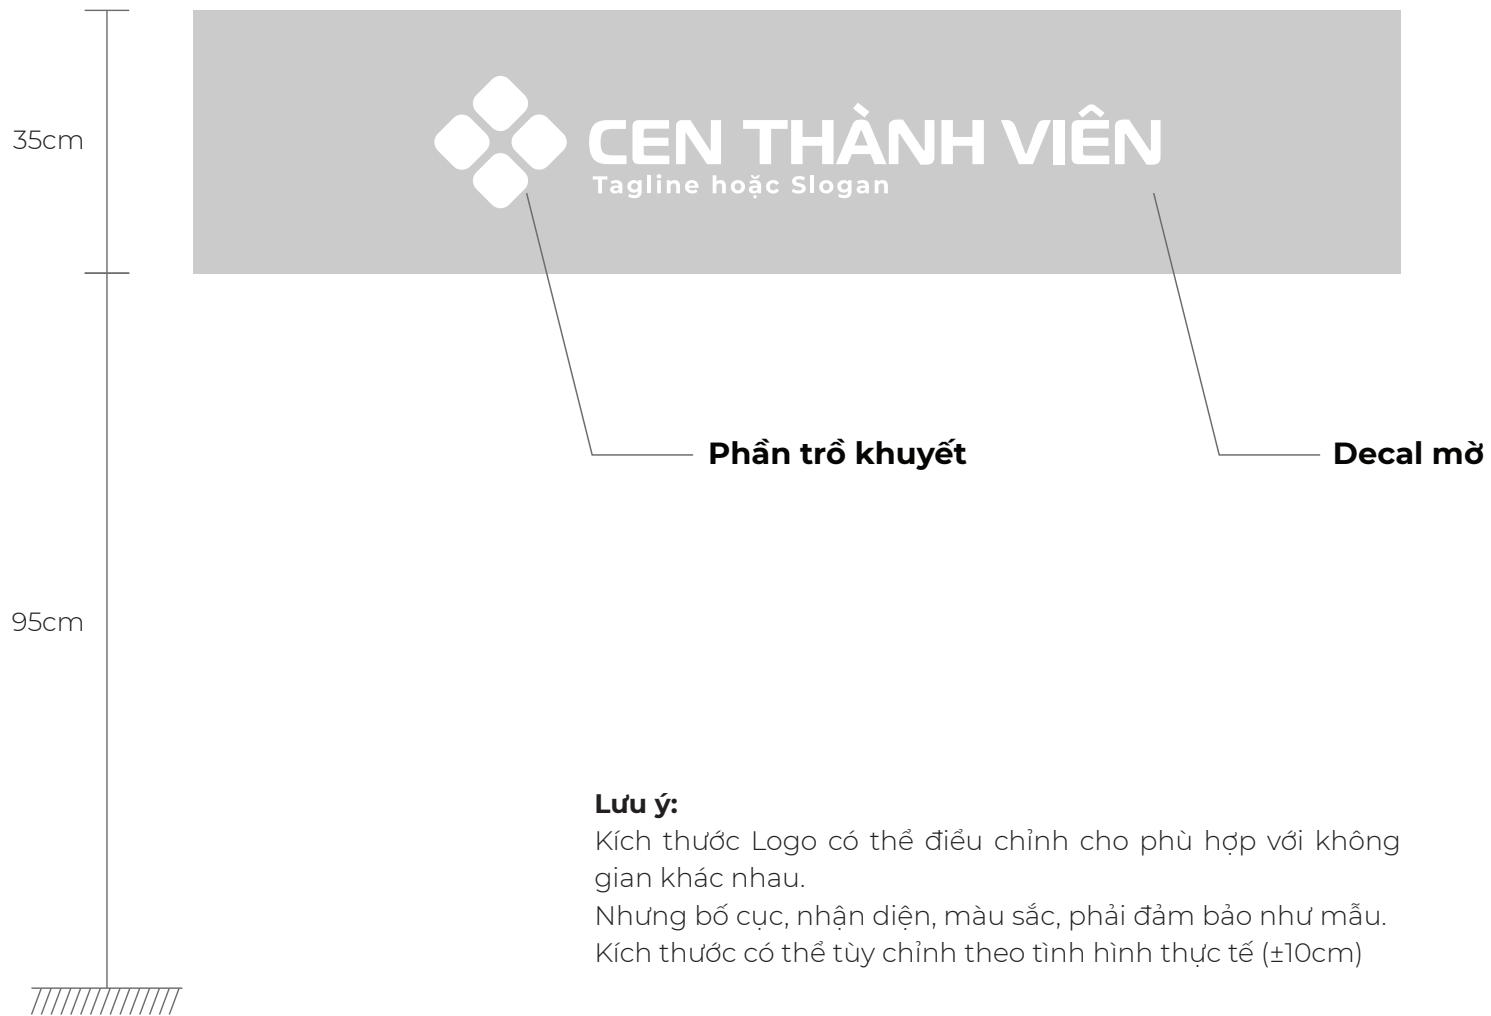 35cm
CEN THÀNH VIÊN
Tagline hoặc Slogan
Phần trổ khuyết
Decal mờ
95cm
Lưu ý:
Kích thước Logo có thể điểu chỉnh cho phù hợp với không
gian khác nhau.
Nhưng bố cục, nhận diện, màu sắc, phải đảm bảo như mẫu.
Kích thước có thể tùy chỉnh theo tình hình thực tế (±10cm)